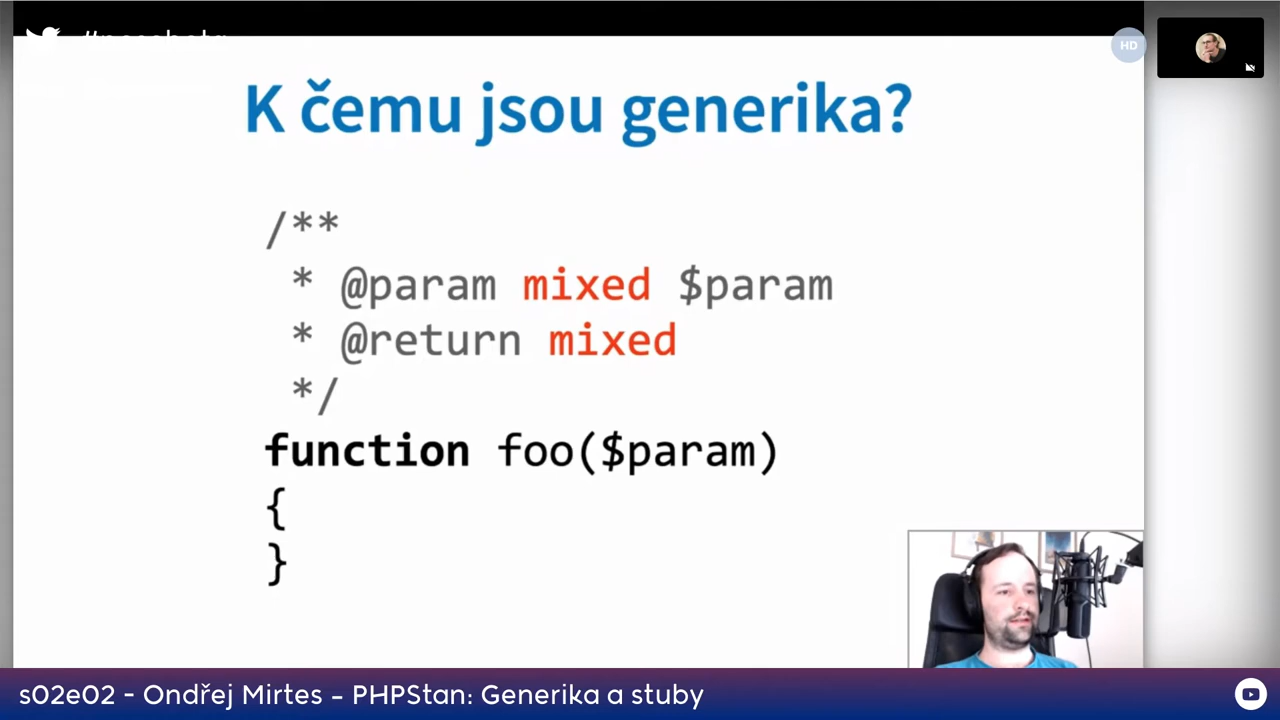 HD
K čemu jsou generika?
/**
* @param mixed $param
* @return mixed
*/
function foo($param)
{
}
s02e02 - Ondřej Mirtes – PHPStan: Generika a stuby